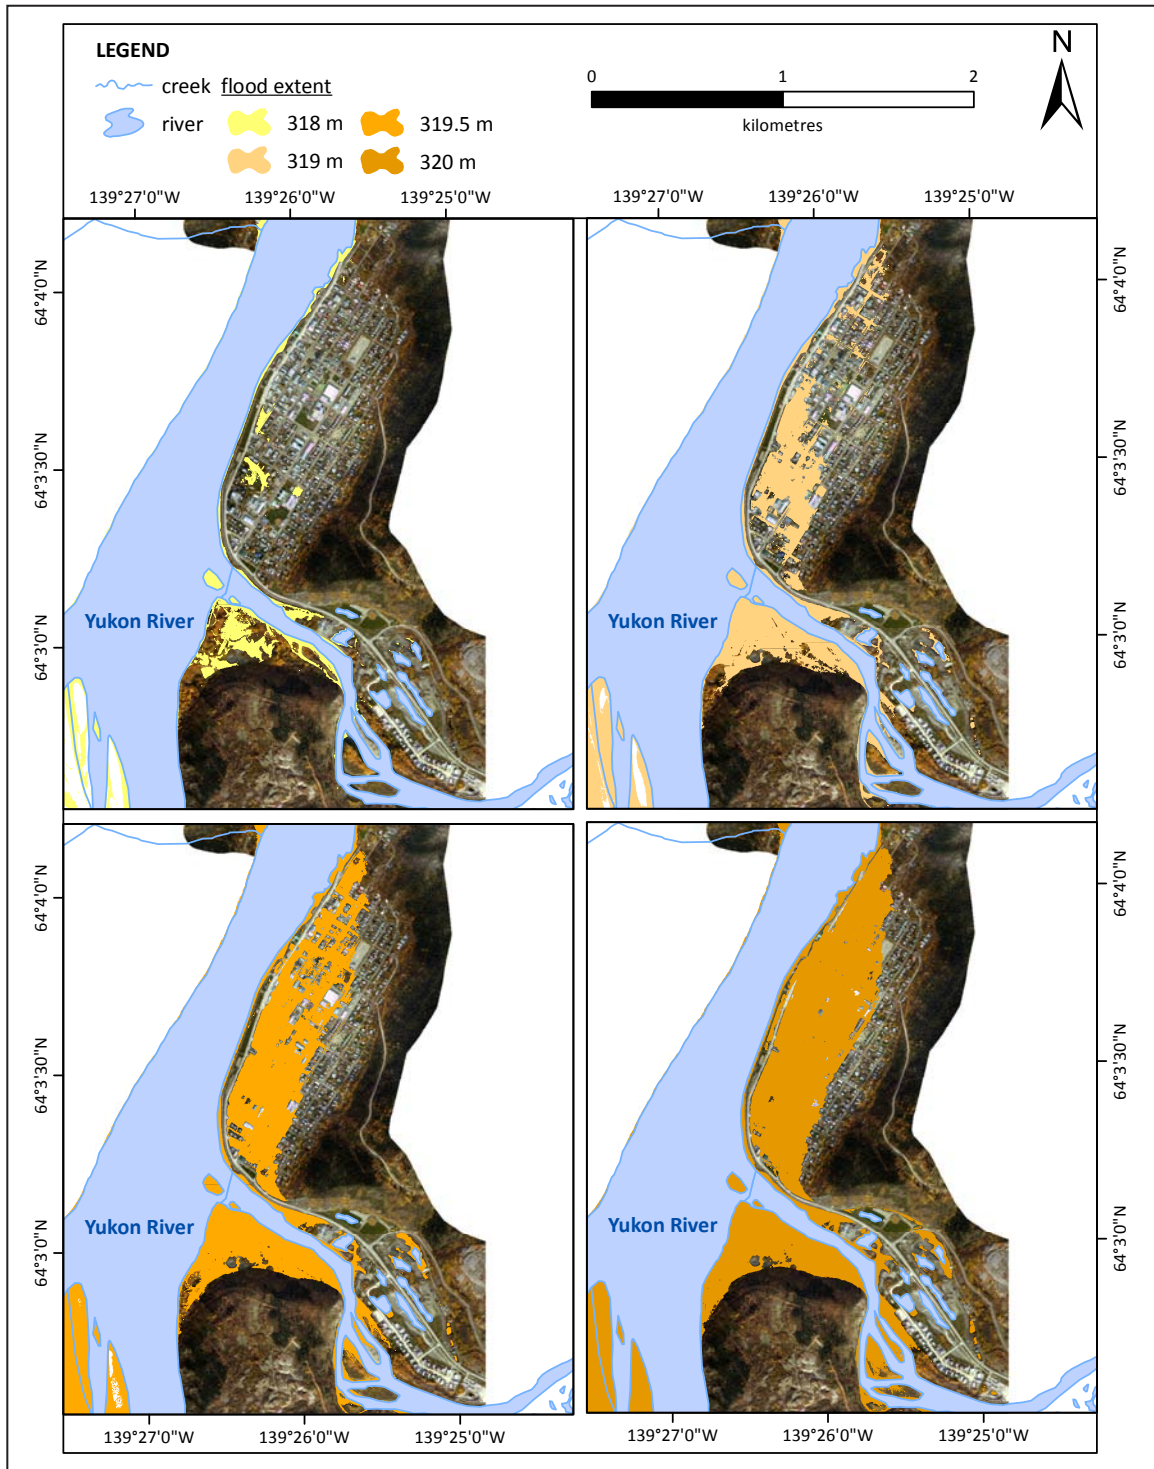 LEGEND
creek flood extent
river 318 m 319.5 m
319 m 320 m
0 1 2
kilometres
N
139°27'0"W 139°26'0"W 139°25'0"W 139°27'0"W 139°26'0"W 139°25'0"W
64°4'0"N 64°4'0"N
64°3'30"N 64°3'30"N
64°3'0"N 64°3'0"N
Yukon River Yukon River
64°4'0"N 64°4'0"N
64°3'30"N 64°3'30"N
64°3'0"N 64°3'0"N
Yukon River Yukon River
139°27'0"W 139°26'0"W 139°25'0"W 139°27'0"W 139°26'0"W 139°25'0"W